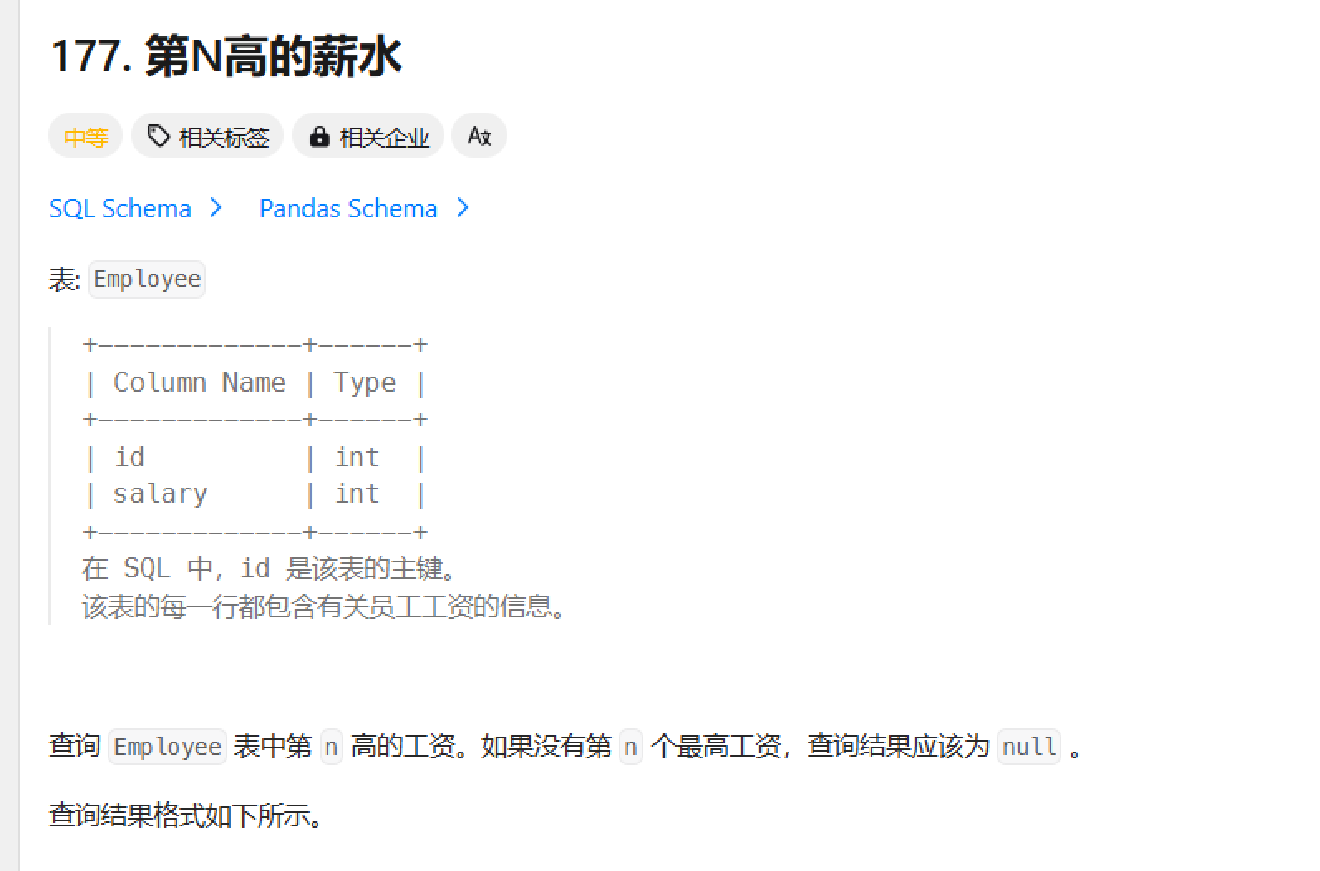 177. 第N高的薪水
中等 相关标签 相关企业 A文
SQL Schema > Pandas Schema >
表: Employee
+-------------+------+
| Column Name | Type |
+-------------+------+
| id          | int  |
| salary      | int  |
+-------------+------+
在 SQL 中，id 是该表的主键。
该表的每一行都包含有关员工工资的信息。
查询 Employee 表中第 n 高的工资。如果没有第 n 个最高工资，查询结果应该为 null 。
查询结果格式如下所示。